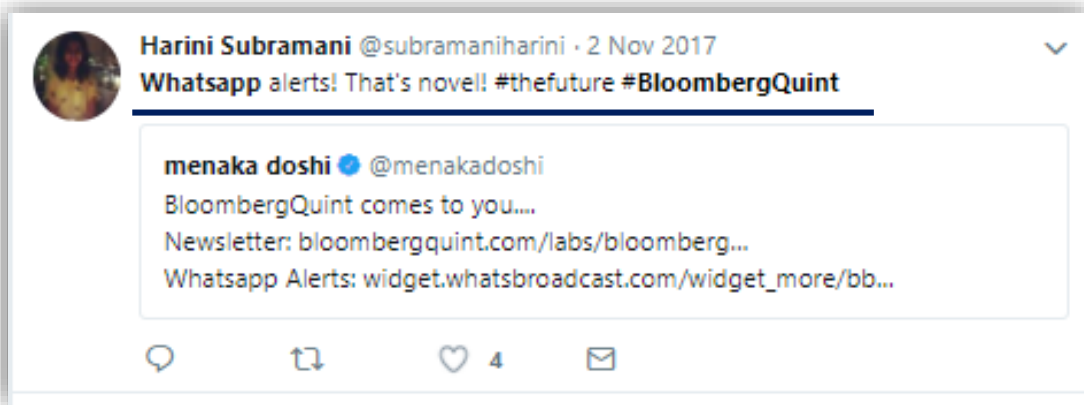 Harini Subramani @subramaniharini · 2 Nov 2017
Whatsapp alerts! That's novel! #thefuture #BloombergQuint
menaka doshi @menakadoshi
BloombergQuint comes to you....
Newsletter: bloombergquint.com/labs/bloomberg...
Whatsapp Alerts: widget.whatsbroadcast.com/widget_more/bb...
4